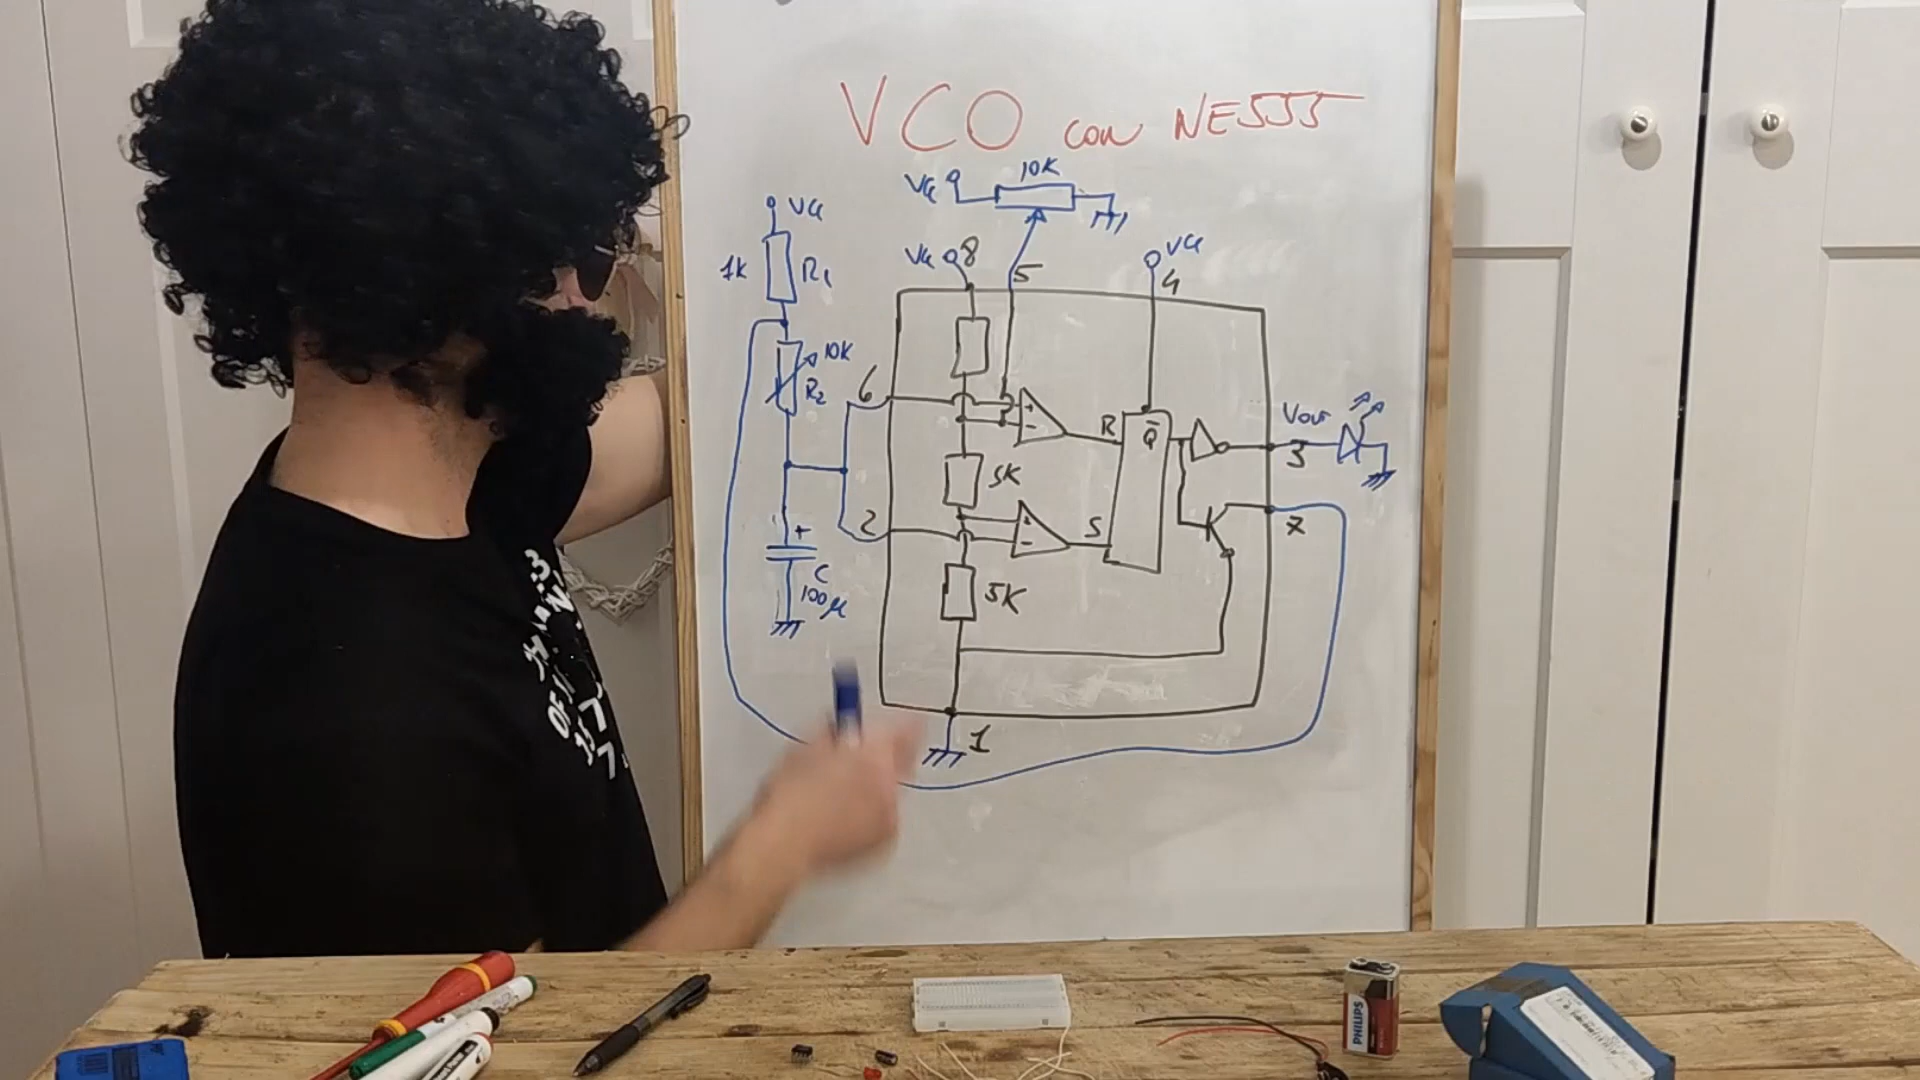 VCO con NE555
10K
Vcc
Vcc
1K
R1
Vcc
8
5
Vcc
4
10K
R2
6
+
-
R
Q̄
Vout
3
5K
2
+
-
S
7
+
C
100µ
5K
1
PHILIPS